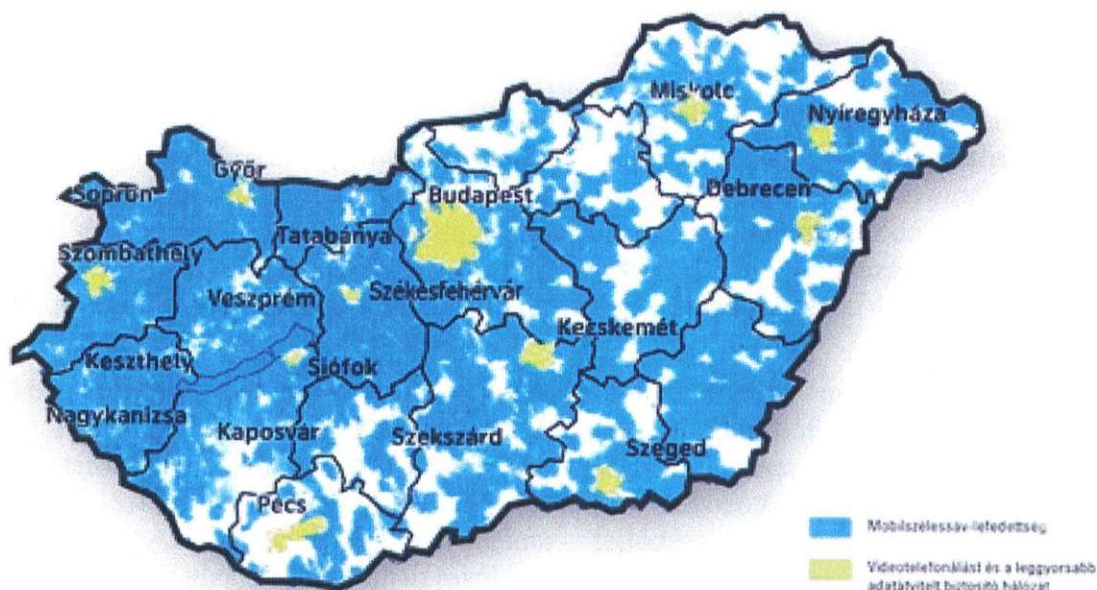 Miskolc
Nyíregyháza
Győr
Sopron
Debrecen
Budapest
Tatabánya
Szombathely
Veszprém
Székesfehérvár
Kecskemét
Keszthely
Siófok
Nagykanizsa
Kaposvár
Szekszárd
Szeged
Pécs
Mobilszélessáv-lefedettség
Videotelefonálást és a leggyorsabb
adatátvitelt biztosító hálózat